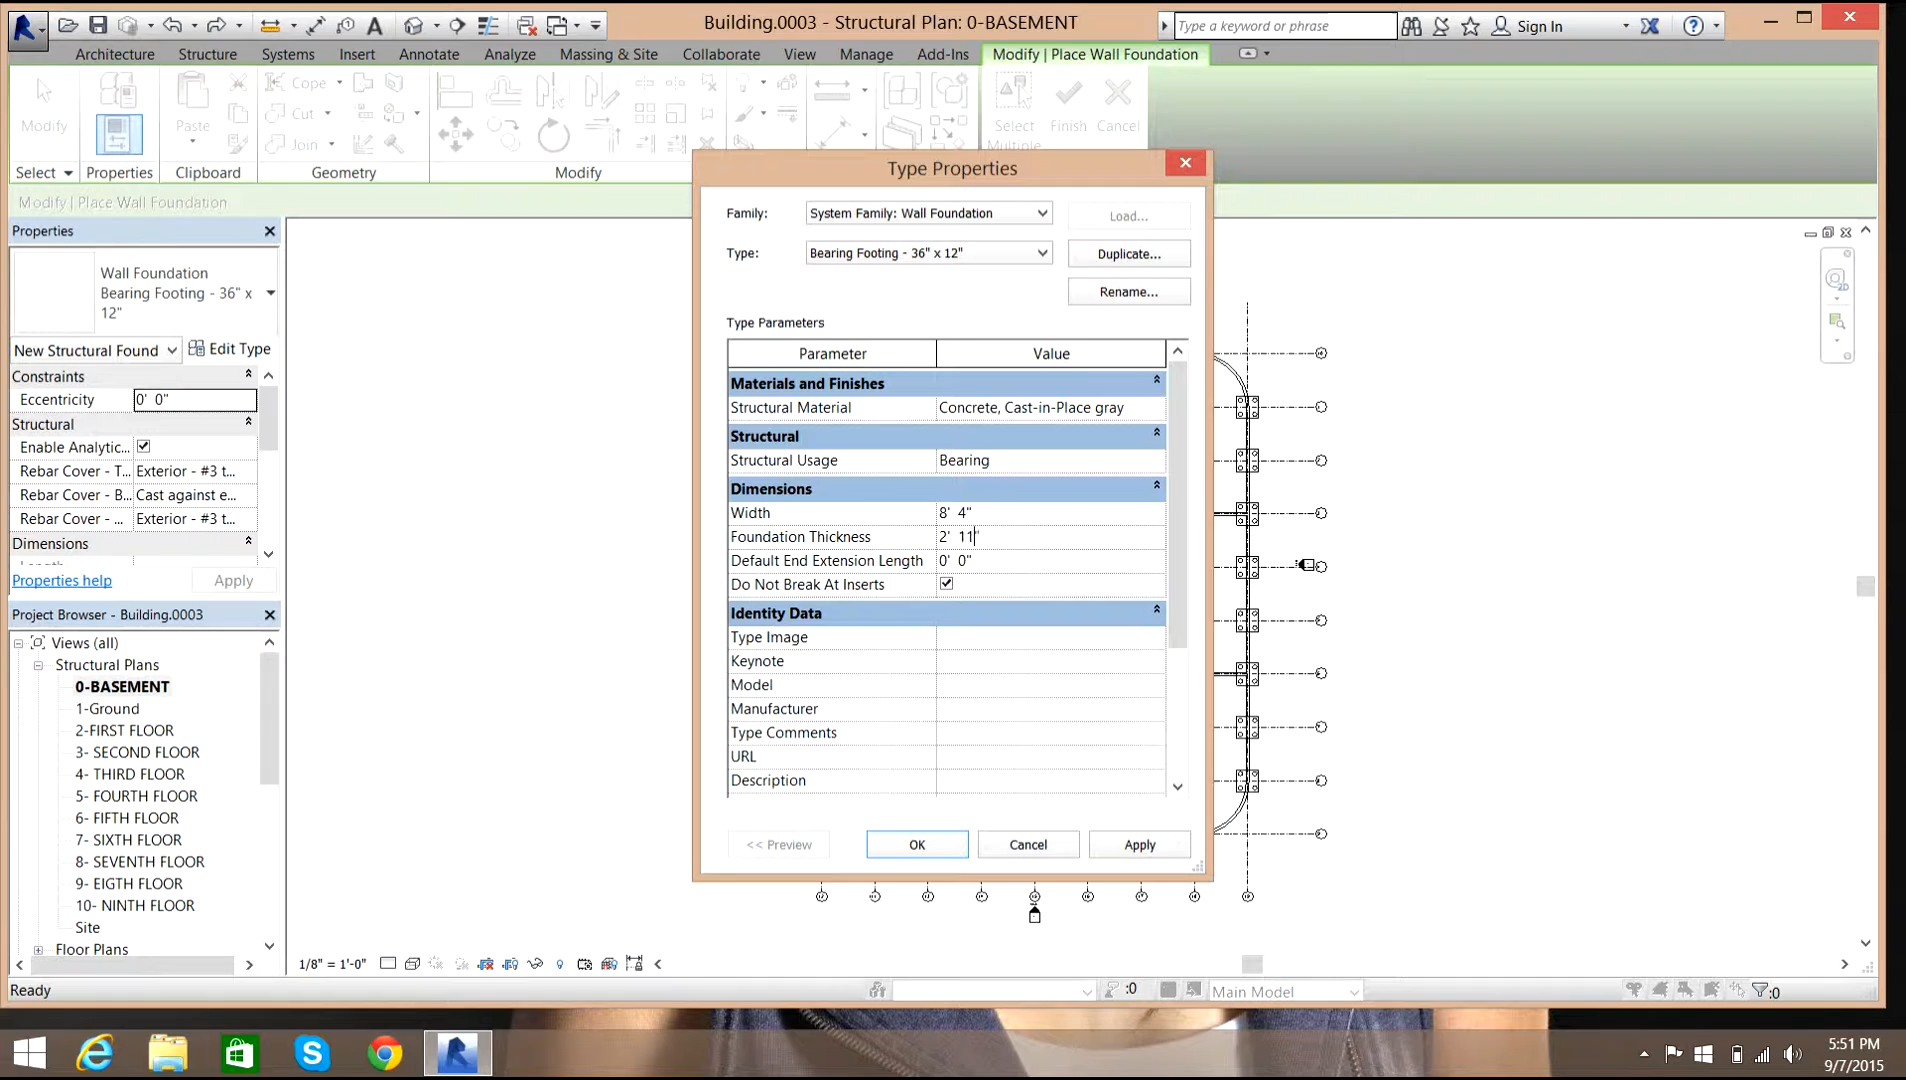 Building.0003 - Structural Plan: 0-BASEMENT
Type a keyword or phrase
Sign In
Architecture
Structure
Systems
Insert
Annotate
Analyze
Massing & Site
Collaborate
View
Manage
Add-Ins
Modify | Place Wall Foundation
Modify
Paste
Cope
Cut
Join
Select
Multiple
Finish
Cancel
Select
Properties
Clipboard
Geometry
Modify
Modify | Place Wall Foundation
Properties
Wall Foundation
Bearing Footing - 36" x
12"
New Structural Found
Edit Type
Constraints
Eccentricity 0' 0"
Structural
Enable Analytic...
Rebar Cover - T... Exterior - #3 t...
Rebar Cover - B... Cast against e...
Rebar Cover - ... Exterior - #3 t...
Dimensions
Properties help
Apply
Project Browser - Building.0003
Views (all)
Structural Plans
0-BASEMENT
1-Ground
2-FIRST FLOOR
3- SECOND FLOOR
4- THIRD FLOOR
5- FOURTH FLOOR
6- FIFTH FLOOR
7- SIXTH FLOOR
8- SEVENTH FLOOR
9- EIGTH FLOOR
10- NINTH FLOOR
Site
Floor Plans
Type Properties
Family: System Family: Wall Foundation
Load...
Type: Bearing Footing - 36" x 12"
Duplicate...
Rename...
Type Parameters
Parameter Value
Materials and Finishes
Structural Material Concrete, Cast-in-Place gray
Structural
Structural Usage Bearing
Dimensions
Width 8' 4"
Foundation Thickness 2' 11"
Default End Extension Length 0' 0"
Do Not Break At Inserts
Identity Data
Type Image
Keynote
Model
Manufacturer
Type Comments
URL
Description
<< Preview
OK
Cancel
Apply
2D
1/8" = 1'-0"
Ready
:0
Main Model
:0
5:51 PM
9/7/2015